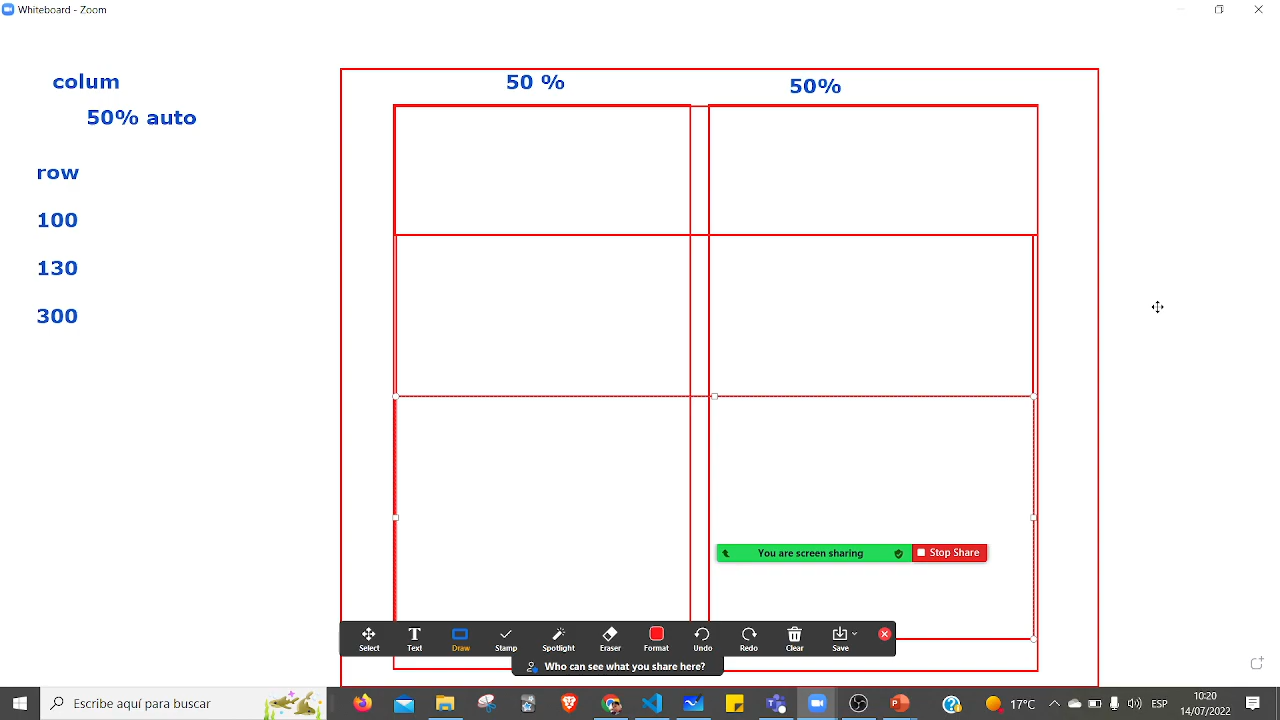 Whiteboard - Zoom
colum
50% auto
row
100
130
300
50 %
50%
You are screen sharing
Stop Share
Select
Text
Draw
Stamp
Spotlight
Eraser
Format
Undo
Redo
Clear
Save
Who can see what you share here?
Escribe aquí para buscar
17°C
ESP
10:20
14/07/2022